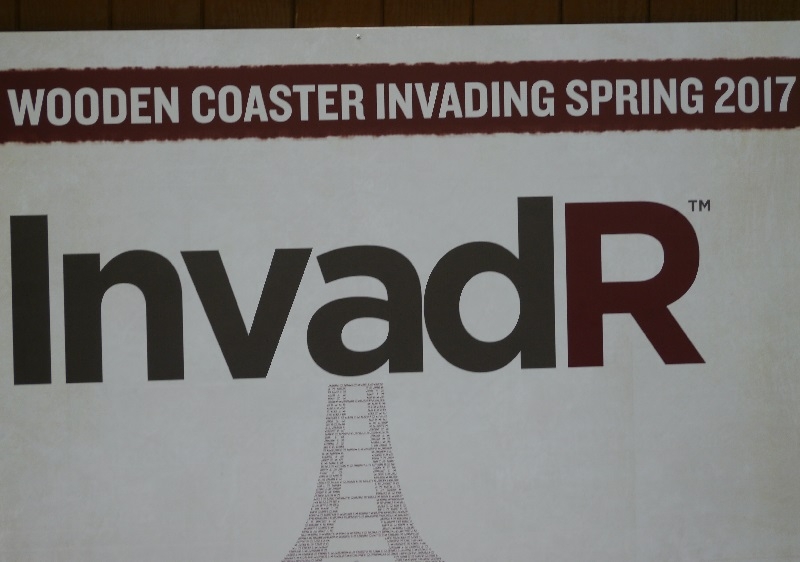 WOODEN COASTER INVADING SPRING 2017
InvadR™